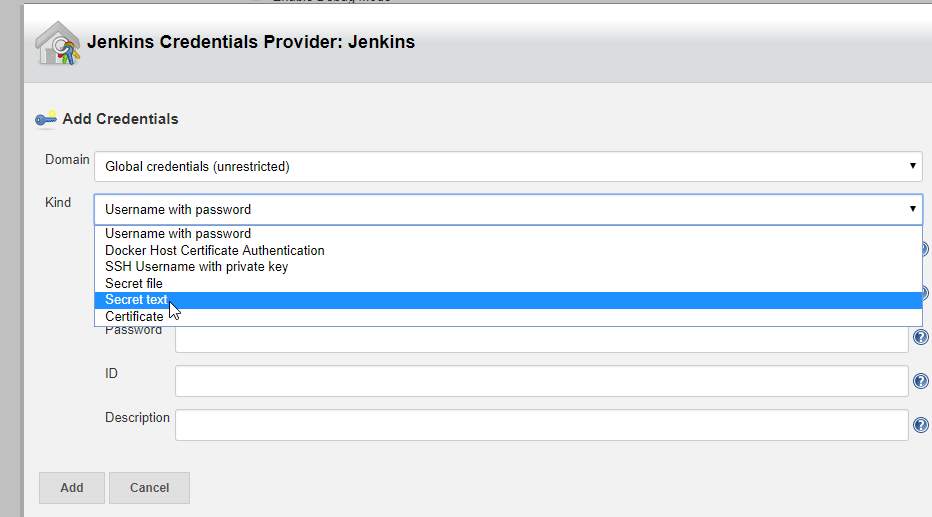 Enable Debug Mode
Jenkins Credentials Provider: Jenkins
Add Credentials
Domain
Global credentials (unrestricted)
Kind
Username with password
Username with password
Docker Host Certificate Authentication
SSH Username with private key
Secret file
Secret text
Certificate
Password
ID
Description
Add
Cancel